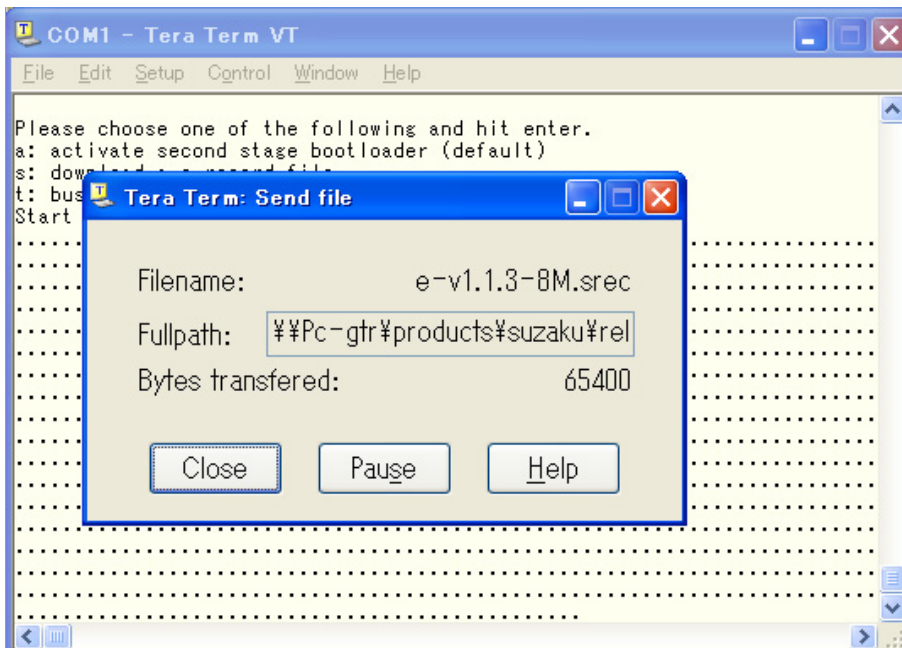 COM1 - Tera Term VT
File Edit Setup Control Window Help
Please choose one of the following and hit enter.
a: activate second stage bootloader (default)
s:
t:
Start
Tera Term: Send file
Filename: e-v1.1.3-8M.srec
Fullpath: ¥¥Pc-gtr¥products¥suzaku¥rel
Bytes transfered: 65400
Close Pause Help